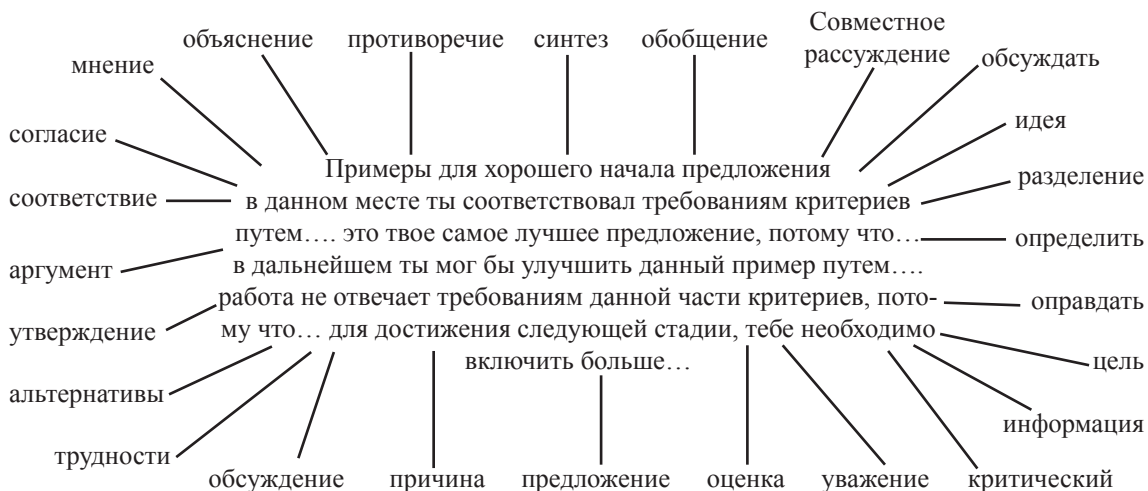 Совместное
рассуждение
объяснение противоречие синтез обобщение
мнение
обсуждать
согласие
идея
соответствие
разделение
аргумент
определить
утверждение
оправдать
альтернативы
цель
трудности
информация
обсуждение причина предложение оценка уважение критический
Примеры для хорошего начала предложения
в данном месте ты соответствовал требованиям критериев
путем…. это твое самое лучшее предложение, потому что…
в дальнейшем ты мог бы улучшить данный пример путем….
работа не отвечает требованиям данной части критериев, пото-
му что… для достижения следующей стадии, тебе необходимо
включить больше…